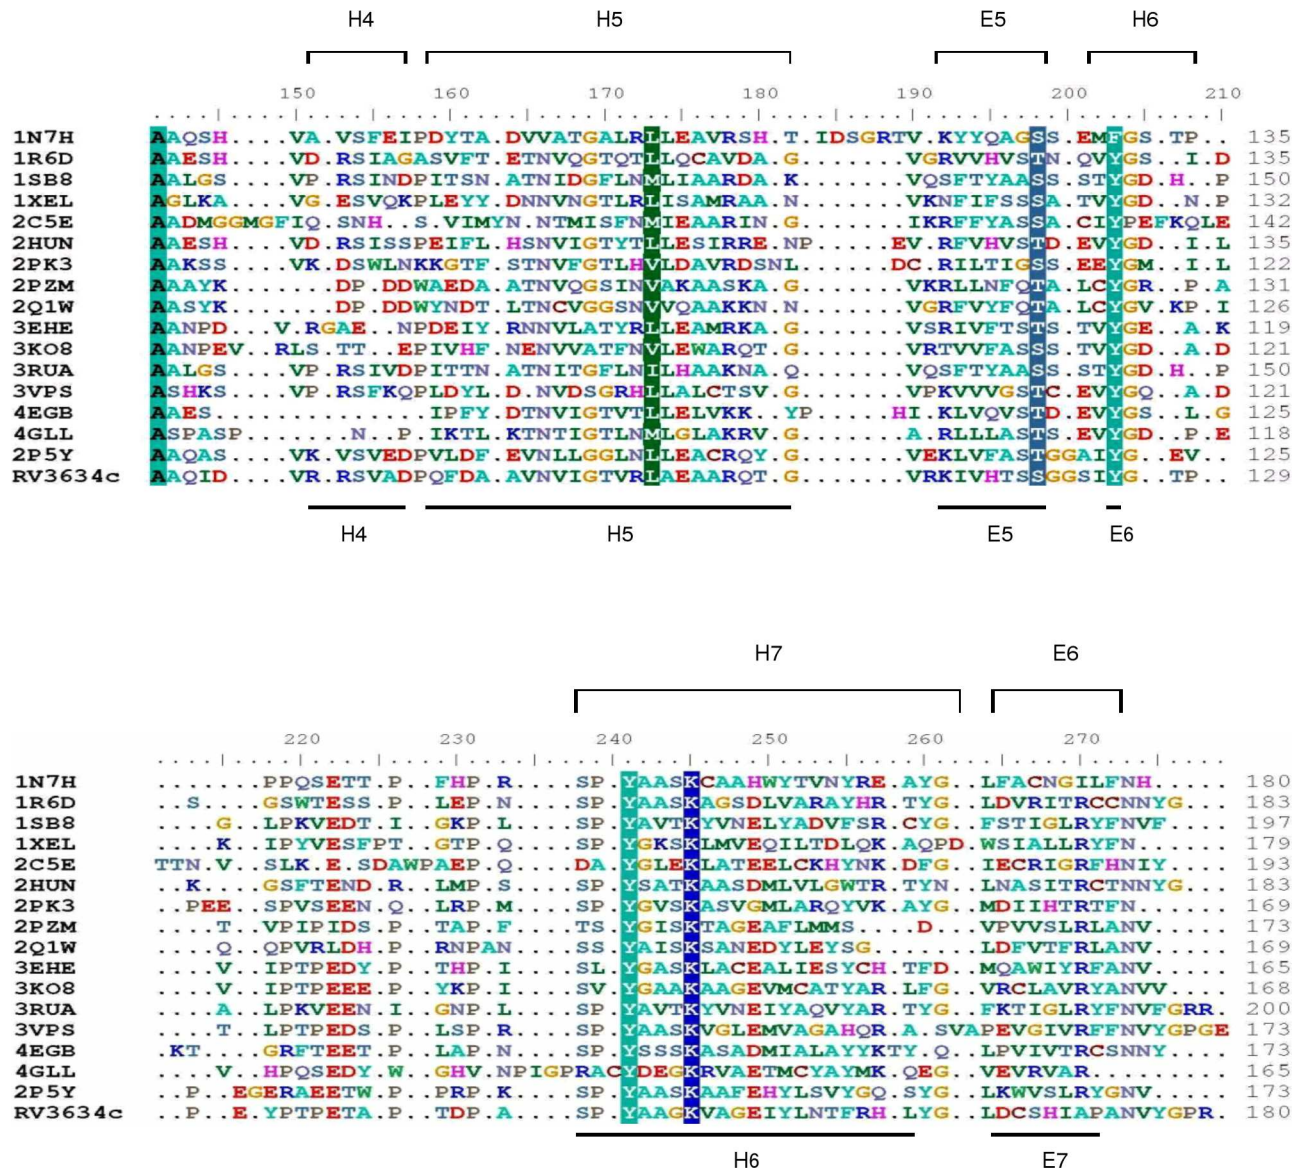 H4 H5 E5 H6
150 160 170 180 190 200 210
1N7H AAQSH....VA.VSFEIPDYTA.DVVATGALRLLEAVRSH.T.IDSGRTV.KYYQAGSS.EMFGS.TP.. 135
1R6D AAESH....VD.RSIAGASVFT.ETNVQGTQTLLQCAVDA.G.......VGRVVHVSTN.QVYGS..I.D 135
1SB8 AALGS....VP.RSINDPITSN.ATNIDGFLNMLIAARDA.K.......VQSFTYAASS.STYGD.H..P 150
1XEL AGLKA....VG.ESVQKPLEYY.DNNVNGTLRLISAMRAA.N.......VKNFIFSSSA.TVYGD..N.P 132
2C5E AADMGGMGFIQ.SNH..S.VIMYN.NTMISFNMIEAARIN.G.......IKRFFYASSA.CIYPEFKQLE 142
2HUN AAESH....VD.RSISSPEIFL.HSNVIGTYTLLESIRRE.NP.....EV.RFVHVSTD.EVYGD..I.L 135
2PK3 AAKSS....VK.DSWLNKKGTF.STNVFGTLHVLDAVRDSNL......DC.RILTIGSS.EEYGM..I.L 122
2PZM AAAYK.......DP.DDWAEDA.ATNVQGSINVAKAASKA.G.......VKRLLNFQTA.LCYGR..P.A 131
2Q1W AASYK.......DP.DDWYNDT.LTNCVGGSNVVQAAKKN.N.......VGRFVYFQTA.LCYGV.KP.I 126
3EHE AANPD...V.RGAE..NPDEIY.RNNVLATYRLLEAMRKA.G.......VSRIVFTSTS.TVYGE..A.K 119
3KO8 AANPEV..RLS.TT..EPIVHF.NENVVATFNVLEWARQT.G.......VRTVVFASSS.TVYGD..A.D 121
3RUA AALGS....VP.RSIVDPITTN.ATNITGFLNILHAAKNA.Q.......VQSFTYAASS.STYGD.H..P 150
3VPS ASHKS....VP.RSFKQPLDYL.D.NVDSGRHLLALCTSVPS.G.....VPKVVVGSTC.EVYGQ..A.D 121
4EGB AAES..............IPFY.DTNVIGTVTLLELVKK..YP.....HI.KLVQVSTD.EVYGS..L.G 125
4GLL ASPASP.......N..P.IKTL.KTNTIGTLNMLGLAKRV.G.......A.RLLLASTS.EVYGD..P.E 118
2P5Y AAQAS....VK.VSVEDPVLDF.EVNLLGGLNLLEACRQY.G.......VEKLVFASTGGAIYG..EV.. 125
RV3634c AAQID....VR.RSVADPQFDA.AVNVIGTVRLAEAARQT.G.......VRKIVHTSSGGSIYG..TP.. 129
H4 H5 E5 E6
H7 E6
220 230 240 250 260 270
1N7H .......PPQSETT.P..FHP.R....SP.YAASKCAAHWYTVNYRE.AYG..LFACNGILFNH..... 180
1R6D ..S....GSWTESS.P..LEP.N....SP.YAASKAGSDLVARAYHR.TYG..LDVRITRCCNNYG... 183
1SB8 ....G..LPKVEDT.I..GKP.L....SP.YAVTKYVNELYADVFSR.CYG..FSTIGLRYFNVF.... 197
1XEL ....K..IPYVESFPT..GTP.Q....SP.YGKSKLMVEQILTDLQK.AQPD.WSIALLRYFN...... 179
2C5E TTN.V..SLK.E.SDAWPAEP.Q....DA.YGLEKLATEELCKHYNK.DFG..IECRIGRFHNIY.... 193
2HUN ..K....GSFTEND.R..LMP.S....SP.YSATKAASDMLVLGWTR.TYN..LNASITRCTNNYG... 183
2PK3 ..PEE..SPVSEEN.Q..LRP.M....SP.YGVSKASVGMLARQYVK.AYG..MDIIHTRTFN...... 169
2PZM ....T..VPIPIDS.P..TAP.F....TS.YGISKTAGEAFLMMS....D...VPVVSLRLANV..... 173
2Q1W ....Q..QPVRLDH.P..RNPAN....SS.YAISKSANEDYLEYSG.......LDFVTFRLANV..... 169
3EHE ....V..IPTPEDY.P..THP.I....SL.YGASKLACEALIESYCH.TFD..MQAWIYRFANV..... 165
3KO8 ....V..IPTPEEE.P..YKP.I....SV.YGAAKAAGEVMCATYAR.LFG..VRCLAVRYANVV.... 168
3RUA ....A..LPKVEEN.I..GNP.L....SP.YAVTKYVNEIYAQVYAR.TYG..FKTIGLRYFNVFGRR. 200
3VPS ....T..LPTPEDS.P..LSP.R....SP.YAASKVGLEMVAGAHQR.A.SVAPEVGIVRFFNVYGPGE 173
4EGB .KT....GRFTEET.P..LAP.N....SP.YSSSKASADMIALAYYKTY.Q..LPVIVTRCSNNY.... 173
4GLL ....V..HPQSEDY.W..GHV.NPIGPRACYDEGKRVAETMCYAYMK.QEG..VEVRVAR......... 165
2P5Y ..P..EGERAEETW.P..PRP.K....SP.YAASKAAFEHYLSVYGQ.SYG..LKWVSLRYGNV..... 173
RV3634c ..P..E.YPTPETA.P..TDP.A....SP.YAAGKVAGEIYLNTFRH.LYG..LDCSHIAPANVYGPR. 180
H6 E7